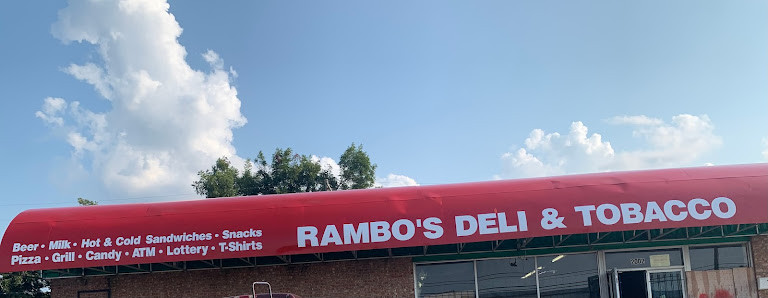 Beer • Milk • Hot & Cold Sandwiches • Snacks
Pizza • Grill • Candy • ATM • Lottery • T-Shirts
RAMBO'S DELI & TOBACCO